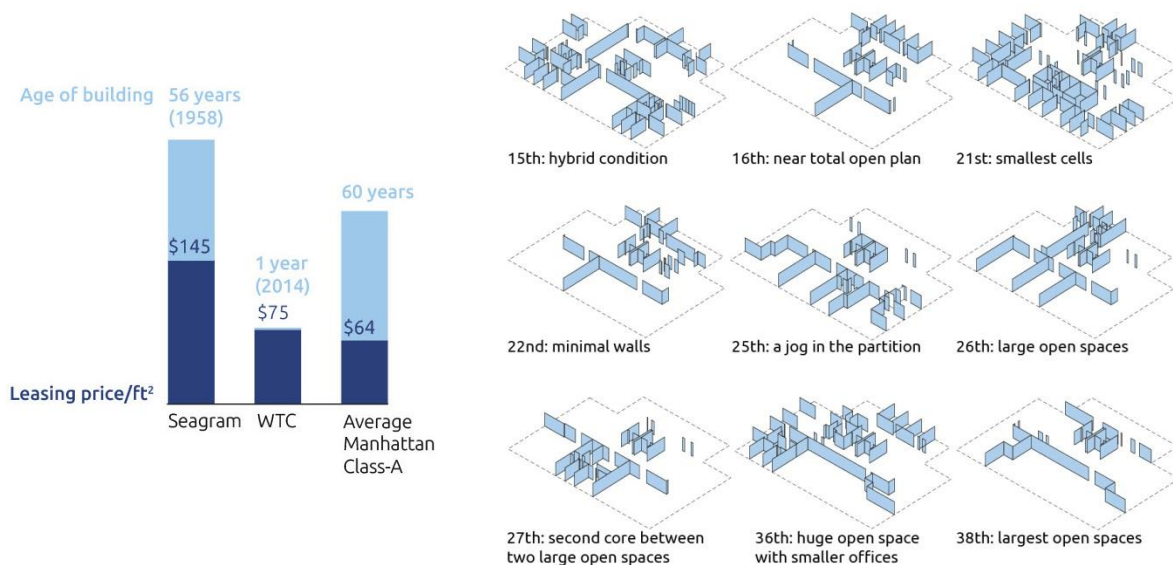 Age of building
56 years
(1958)
$145
1 year
(2014)
$75
60 years
$64
Leasing price/ft²
Seagram
WTC
Average
Manhattan
Class-A
15th: hybrid condition
16th: near total open plan
21st: smallest cells
22nd: minimal walls
25th: a jog in the partition
26th: large open spaces
27th: second core between
two large open spaces
36th: huge open space
with smaller offices
38th: largest open spaces